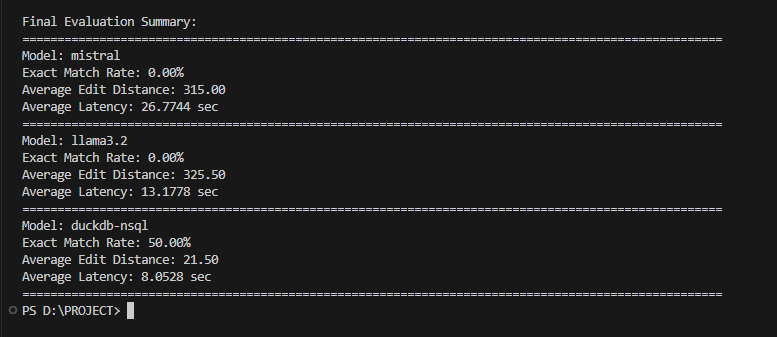 Final Evaluation Summary:
====================================================================================================
Model: mistral
Exact Match Rate: 0.00%
Average Edit Distance: 315.00
Average Latency: 26.7744 sec
====================================================================================================
Model: llama3.2
Exact Match Rate: 0.00%
Average Edit Distance: 325.50
Average Latency: 13.1778 sec
====================================================================================================
Model: duckdb-nsql
Exact Match Rate: 50.00%
Average Edit Distance: 21.50
Average Latency: 8.0528 sec
====================================================================================================
PS D:\PROJECT>